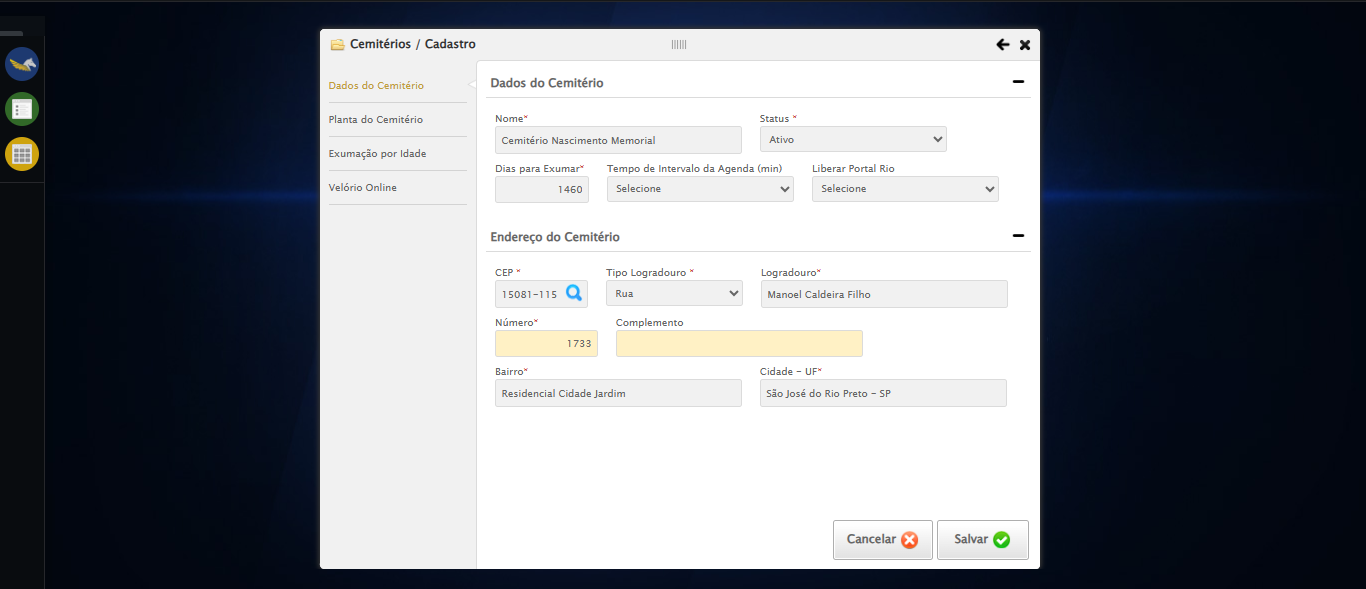 Cemitérios / Cadastro
Dados do Cemitério
Planta do Cemitério
Exumação por Idade
Velório Online
Dados do Cemitério
Nome* Status *
Cemitério Nascimento Memorial Ativo
Dias para Exumar* Tempo de Intervalo da Agenda (min) Liberar Portal Rio
1460 Selecione Selecione
Endereço do Cemitério
CEP * Tipo Logradouro * Logradouro*
15081-115 Rua Manoel Caldeira Filho
Número* Complemento
1733
Bairro* Cidade - UF*
Residencial Cidade Jardim São José do Rio Preto - SP
Cancelar Salvar